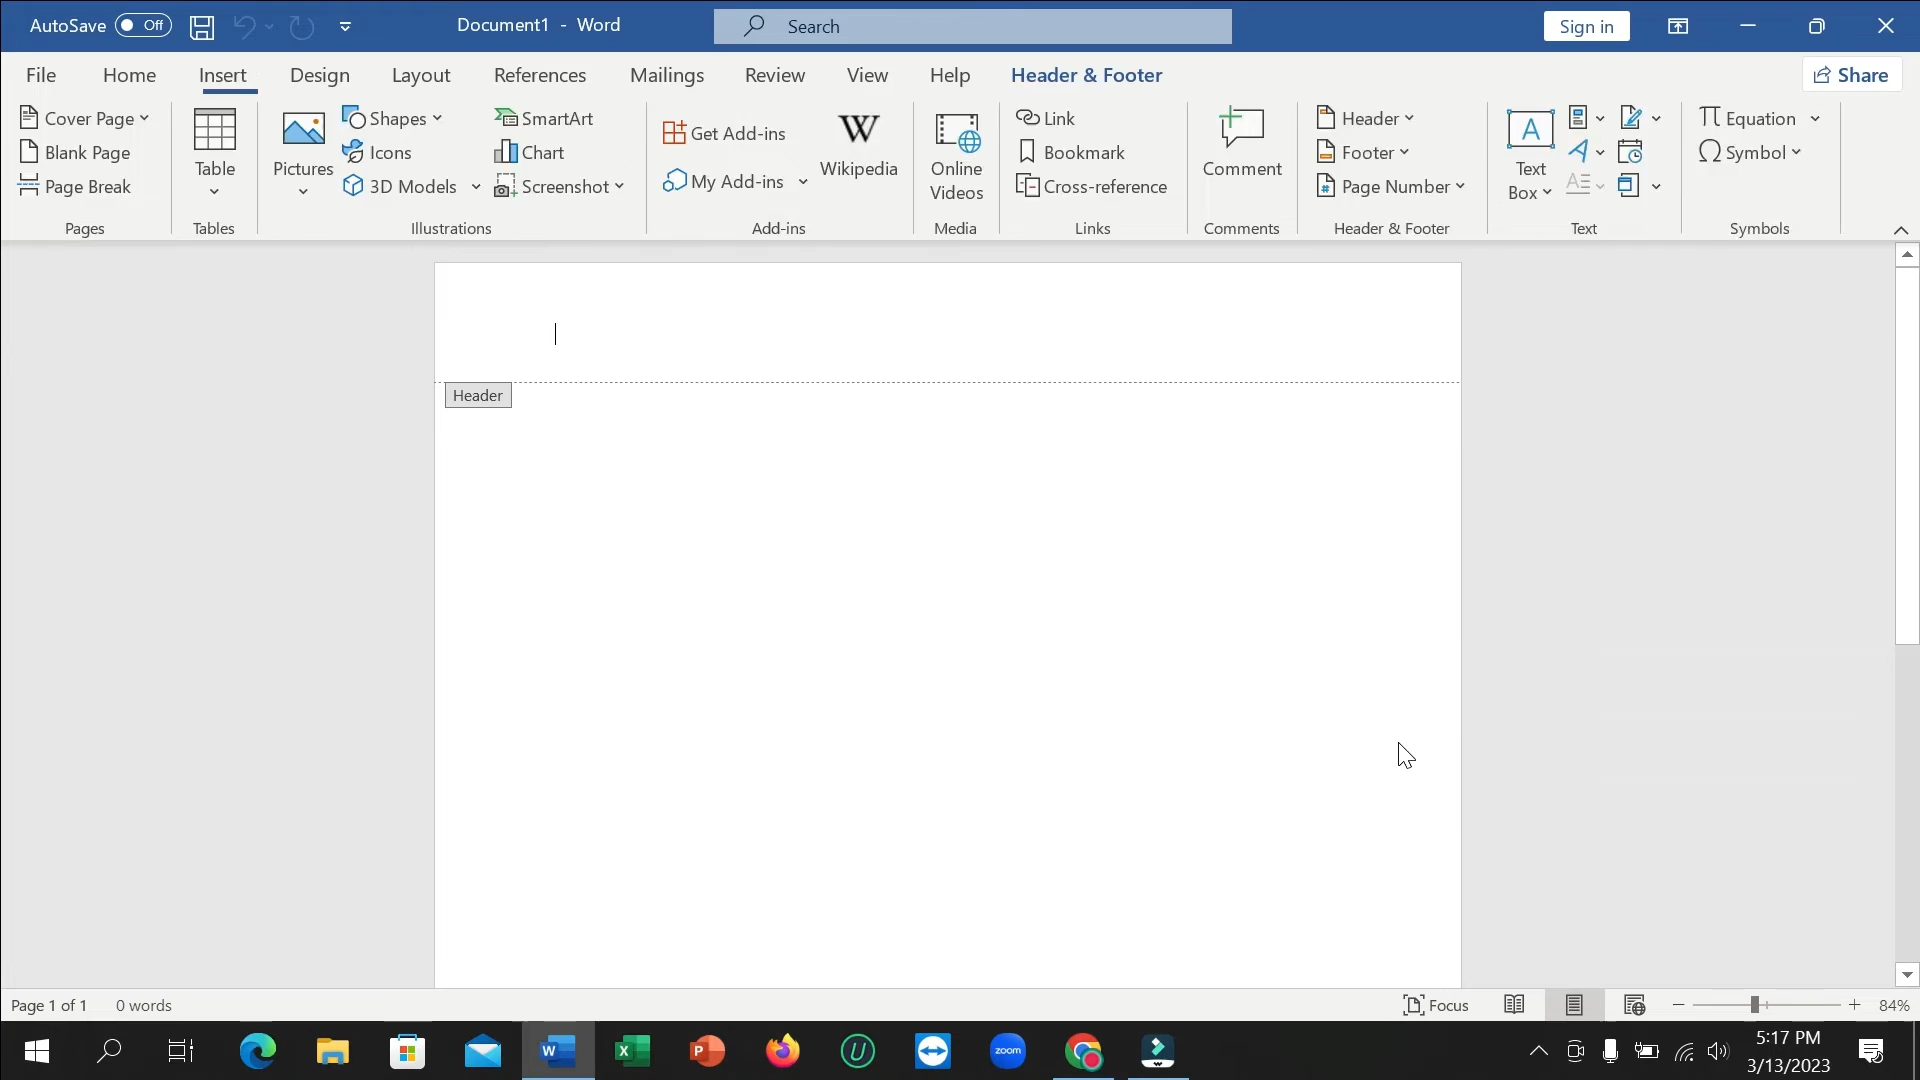 AutoSave Off Document1 - Word Search Sign in
File Home Insert Design Layout References Mailings Review View Help Header & Footer Share
Cover Page
Blank Page
Page Break
Pages
Table
Tables
Pictures
Shapes
Icons
3D Models
SmartArt
Chart
Screenshot
Illustrations
Get Add-ins
My Add-ins
W
Wikipedia
Add-ins
Online
Videos
Media
Link
Bookmark
Cross-reference
Links
Comment
Comments
Header
Footer
Page Number
Header & Footer
A
Text
Box
Text
Equation
Symbol
Symbols
Header
Page 1 of 1 0 words Focus 84%
W X P U zoom
5:17 PM
3/13/2023